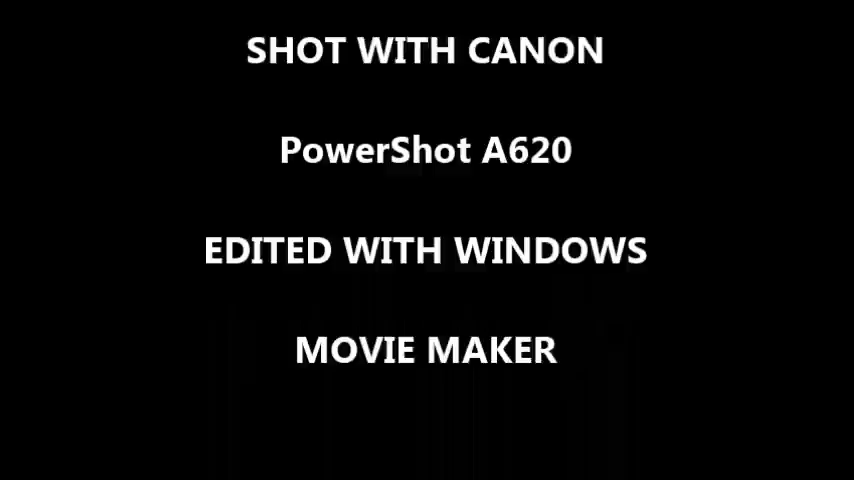 SHOT WITH CANON
PowerShot A620
EDITED WITH WINDOWS
MOVIE MAKER